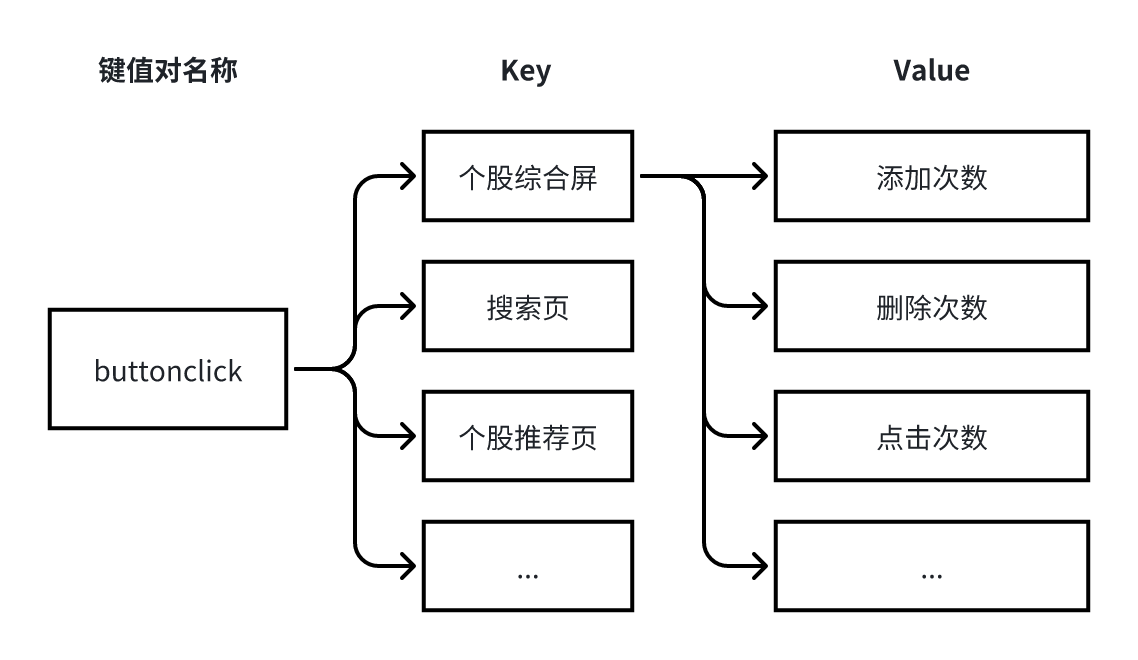 键值对名称
Key
Value
个股综合屏
添加次数
搜索页
删除次数
buttonclick
个股推荐页
点击次数
...
...